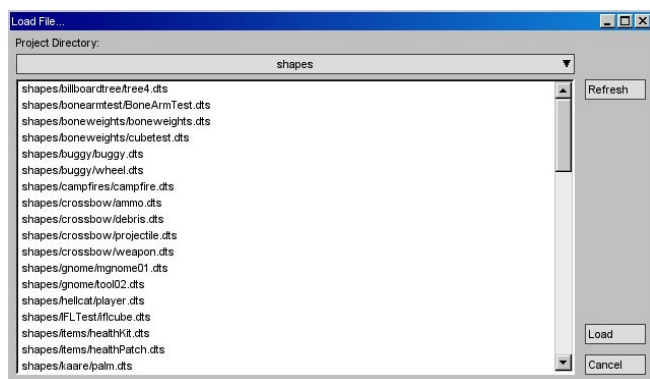 Load File...
Project Directory:
shapes
shapes/billboardtree/tree4.dts
shapes/bonearmtest/BoneArmTest.dts
shapes/boneweights/boneweights.dts
shapes/boneweights/cubetest.dts
shapes/buggy/buggy.dts
shapes/buggy/wheel.dts
shapes/campfires/campfire.dts
shapes/crossbow/ammo.dts
shapes/crossbow/debris.dts
shapes/crossbow/projectile.dts
shapes/crossbow/weapon.dts
shapes/gnome/mgnome01.dts
shapes/gnome/tool02.dts
shapes/hellcat/player.dts
shapes/IFLTest/iflcube.dts
shapes/items/healthKit.dts
shapes/items/healthPatch.dts
shapes/kaare/palm.dts
Refresh
Load
Cancel